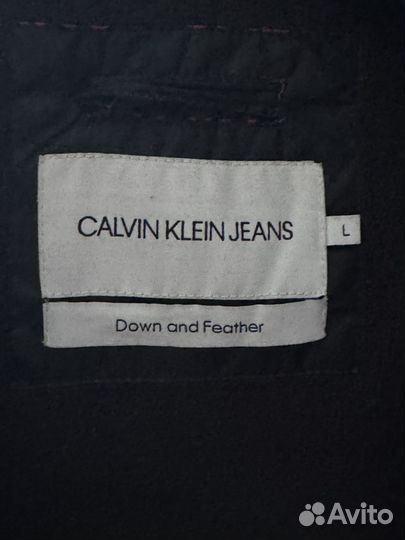 CALVIN KLEIN JEANS
L
Down and Feather
Avito